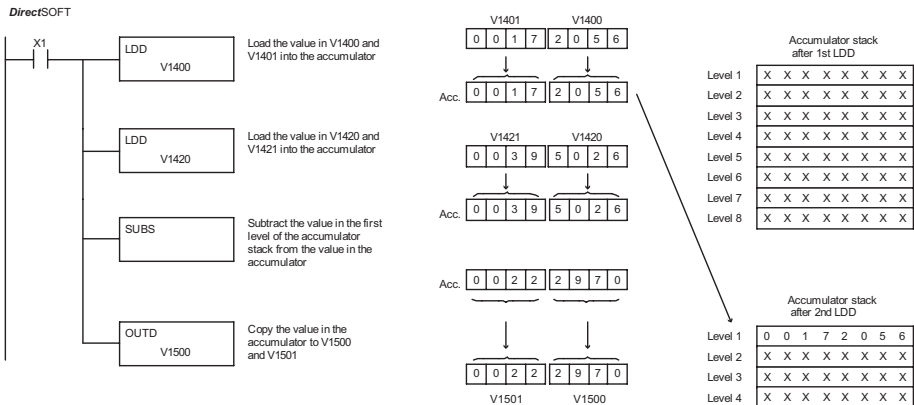 DirectSOFT
X1
LDD
V1400
Load the value in V1400 and
V1401 into the accumulator
LDD
V1420
Load the value in V1420 and
V1421 into the accumulator
SUBS
Subtract the value in the first
level of the accumulator
stack from the value in the
accumulator
OUTD
V1500
Copy the value in the
accumulator to V1500
and V1501
V1401 V1400
0 0 1 7 2 0 5 6
Acc. 0 0 1 7 2 0 5 6
V1421 V1420
0 0 3 9 5 0 2 6
Acc. 0 0 3 9 5 0 2 6
Acc. 0 0 2 2 2 9 7 0
0 0 2 2 2 9 7 0
V1501 V1500
Accumulator stack
after 1st LDD
Level 1 X X X X X X X X
Level 2 X X X X X X X X
Level 3 X X X X X X X X
Level 4 X X X X X X X X
Level 5 X X X X X X X X
Level 6 X X X X X X X X
Level 7 X X X X X X X X
Level 8 X X X X X X X X
Accumulator stack
after 2nd LDD
Level 1 0 0 1 7 2 0 5 6
Level 2 X X X X X X X X
Level 3 X X X X X X X X
Level 4 X X X X X X X X